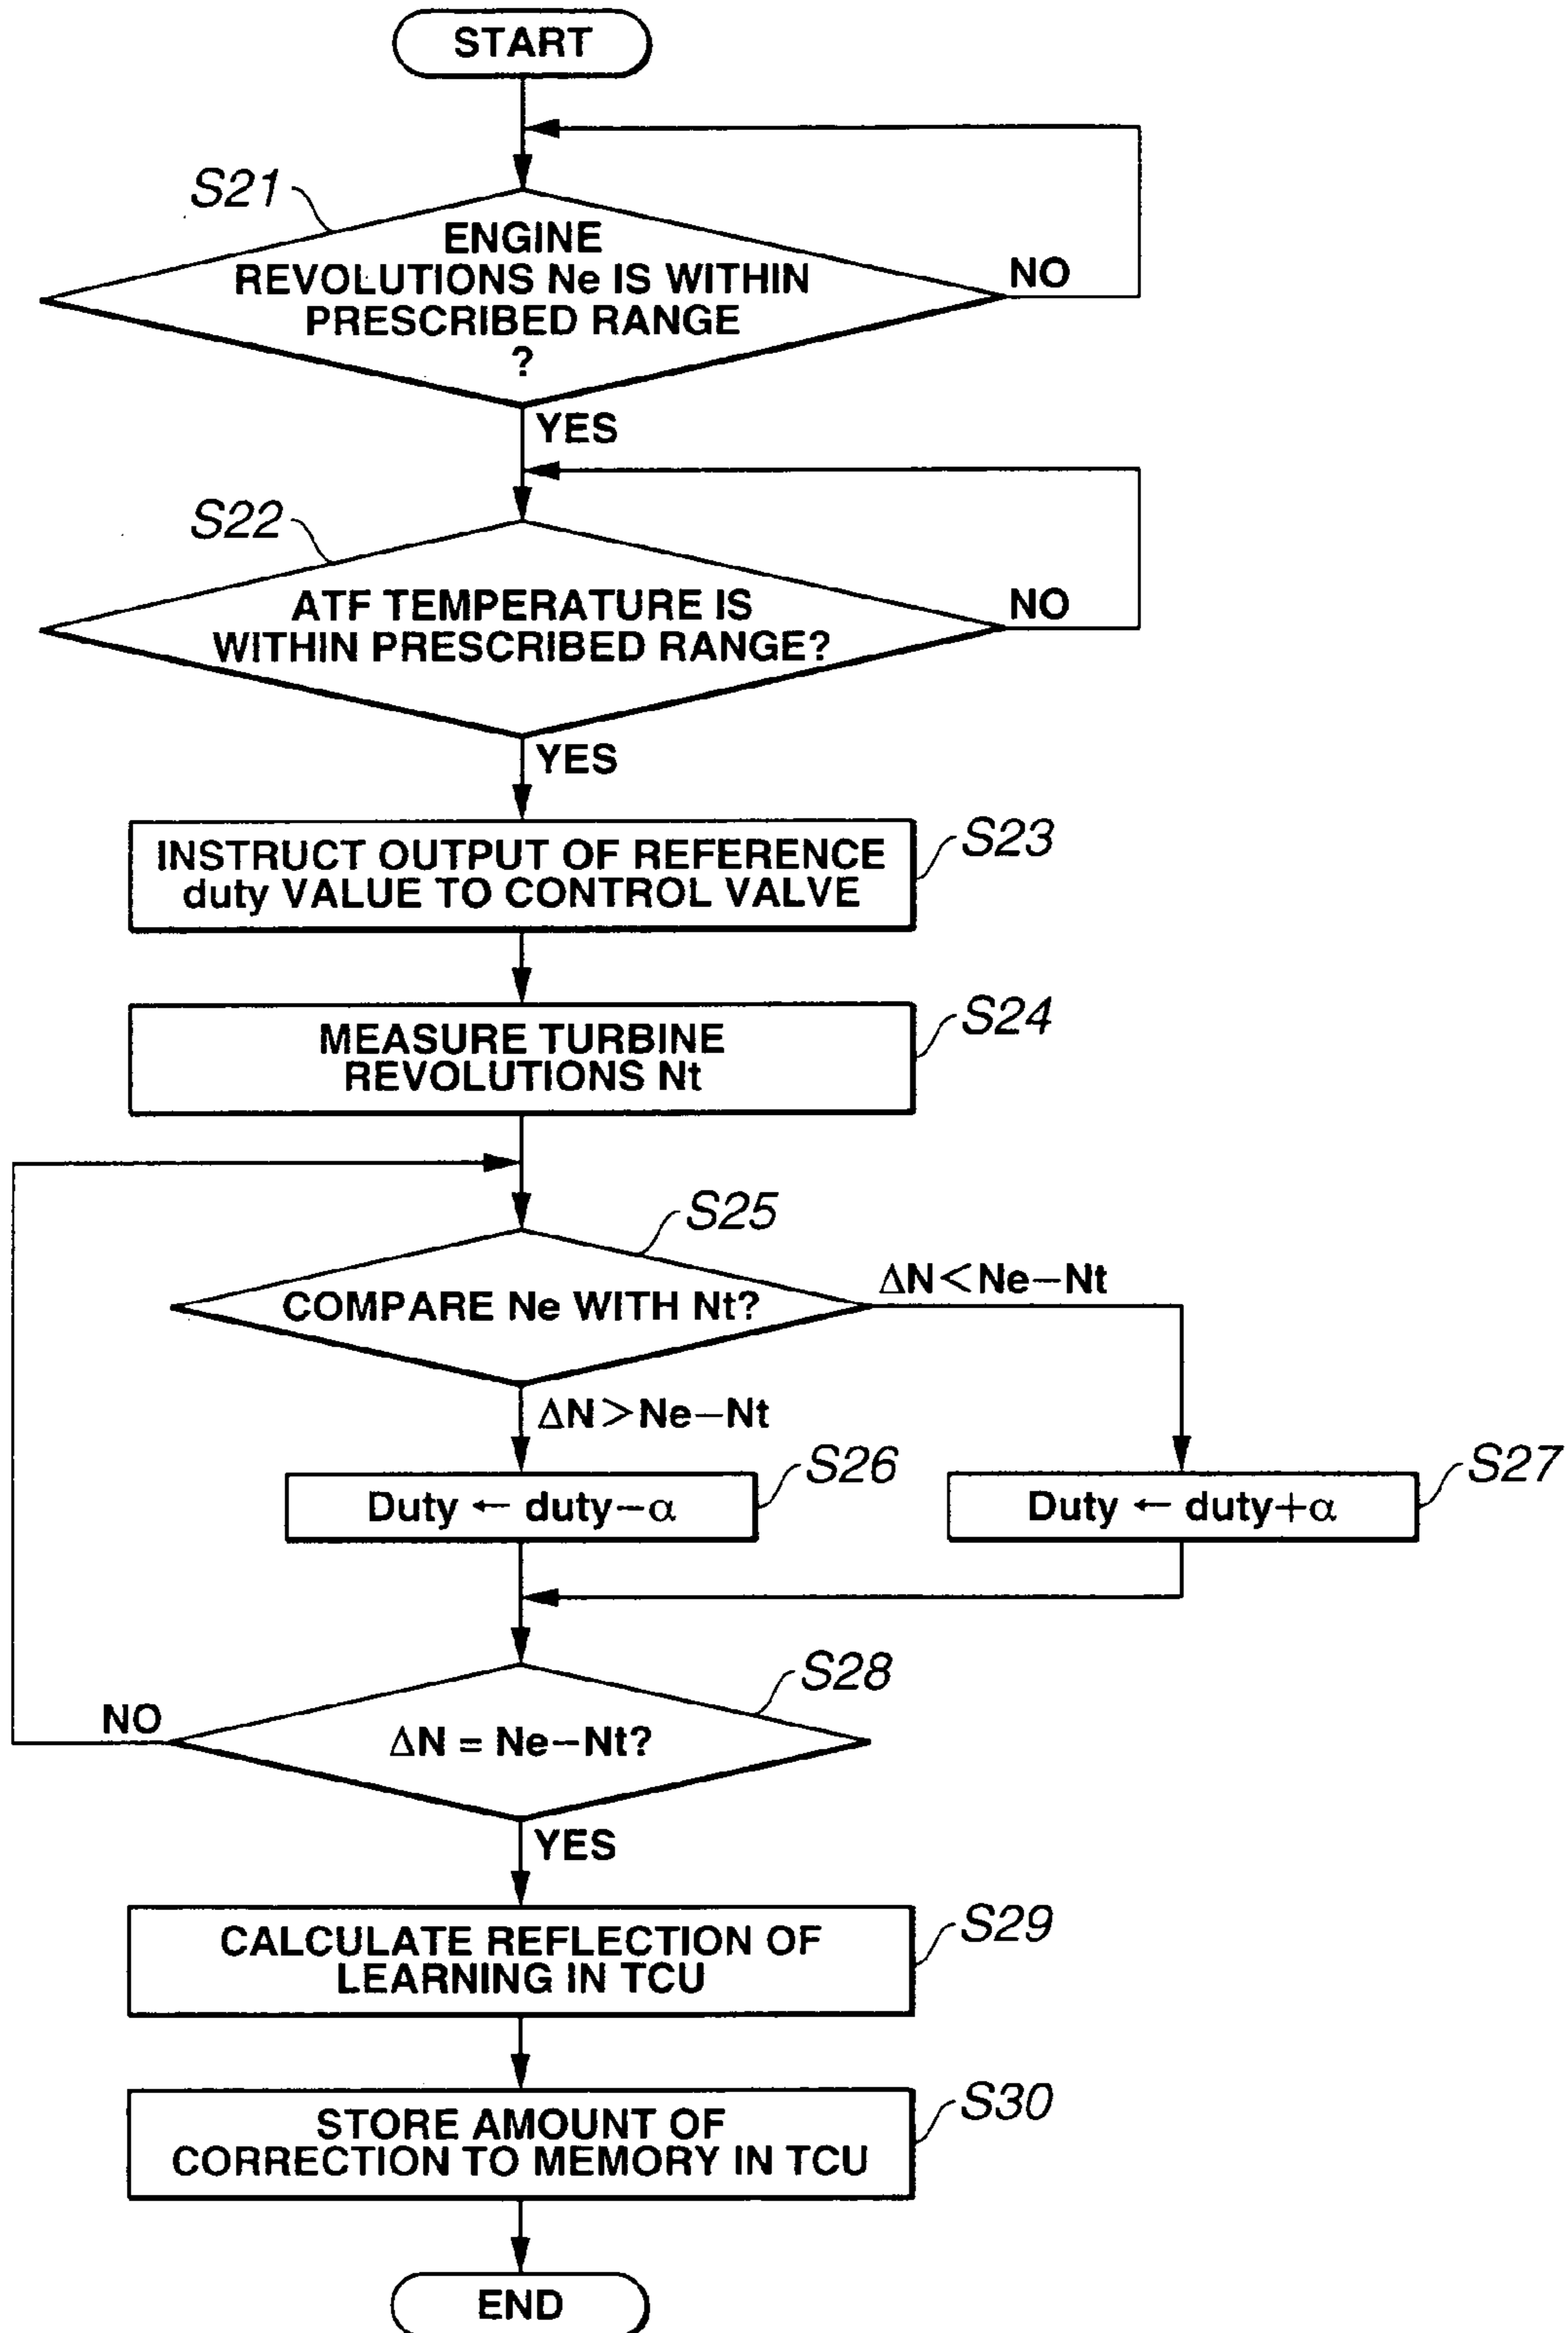 START
S21
ENGINE
REVOLUTIONS Ne IS WITHIN
PRESCRIBED RANGE
?
NO
YES
S22
ATF TEMPERATURE IS
WITHIN PRESCRIBED RANGE?
NO
YES
S23
INSTRUCT OUTPUT OF REFERENCE
duty VALUE TO CONTROL VALVE
S24
MEASURE TURBINE
REVOLUTIONS Nt
S25
COMPARE Ne WITH Nt?
ΔN<Ne−Nt
ΔN>Ne−Nt
S26
Duty ← duty−α
S27
Duty ← duty+α
S28
NO
ΔN = Ne−Nt?
YES
S29
CALCULATE REFLECTION OF
LEARNING IN TCU
S30
STORE AMOUNT OF
CORRECTION TO MEMORY IN TCU
END